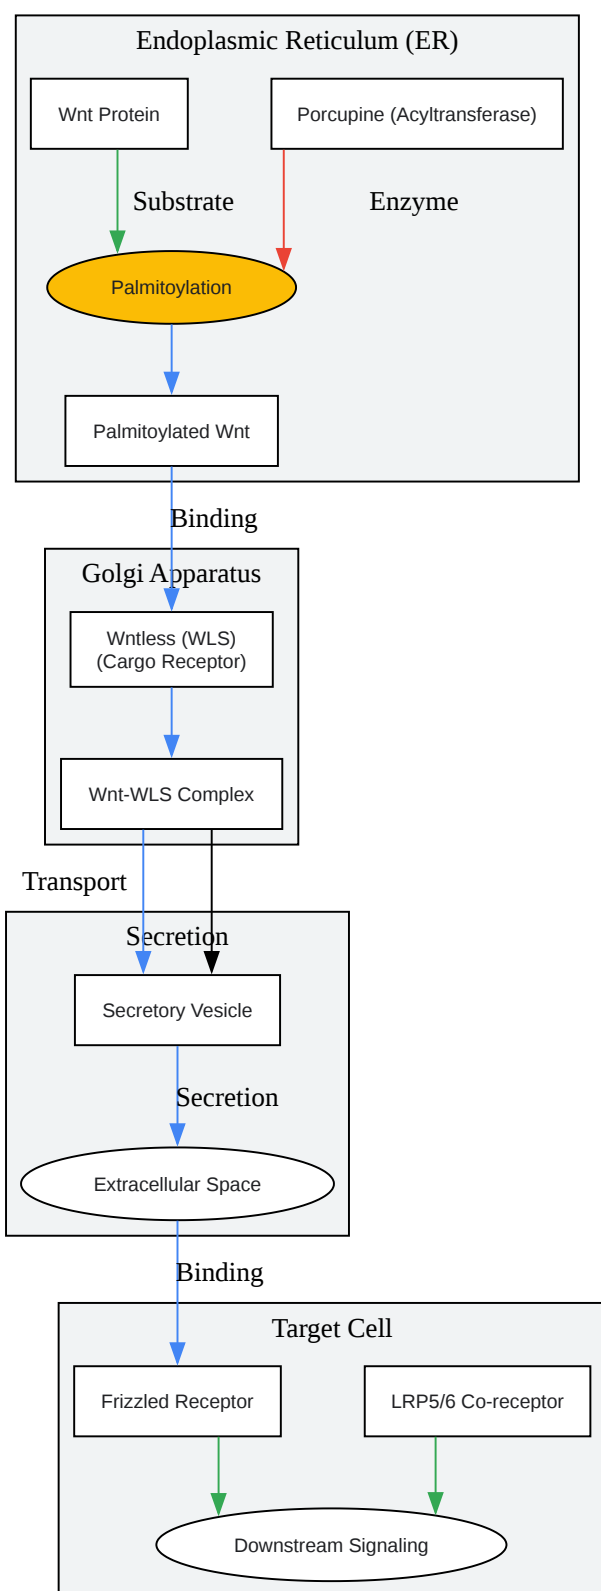 Endoplasmic Reticulum (ER)
Wnt Protein
Porcupine (Acyltransferase)
Substrate
Enzyme
Palmitoylation
Palmitoylated Wnt
Binding
Golgi Apparatus
Wntless (WLS)
(Cargo Receptor)
Wnt-WLS Complex
Transport
Secretion
Secretory Vesicle
Secretion
Extracellular Space
Binding
Target Cell
Frizzled Receptor
LRP5/6 Co-receptor
Downstream Signaling